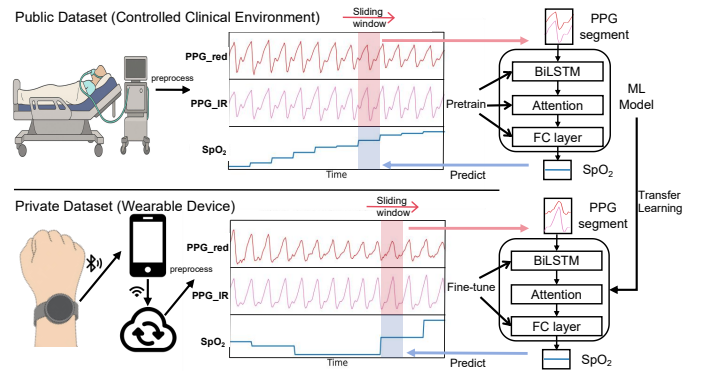 Public Dataset (Controlled Clinical Environment)
Sliding
window
PPG
segment
PPG_red
preprocess
PPG_IR
SpO₂
Time
Pretrain
BiLSTM
Attention
FC layer
ML
Model
Predict
SpO₂
Transfer
Learning
Private Dataset (Wearable Device)
Sliding
window
PPG
segment
PPG_red
preprocess
PPG_IR
SpO₂
Time
Fine-tune
BiLSTM
Attention
FC layer
Predict
SpO₂